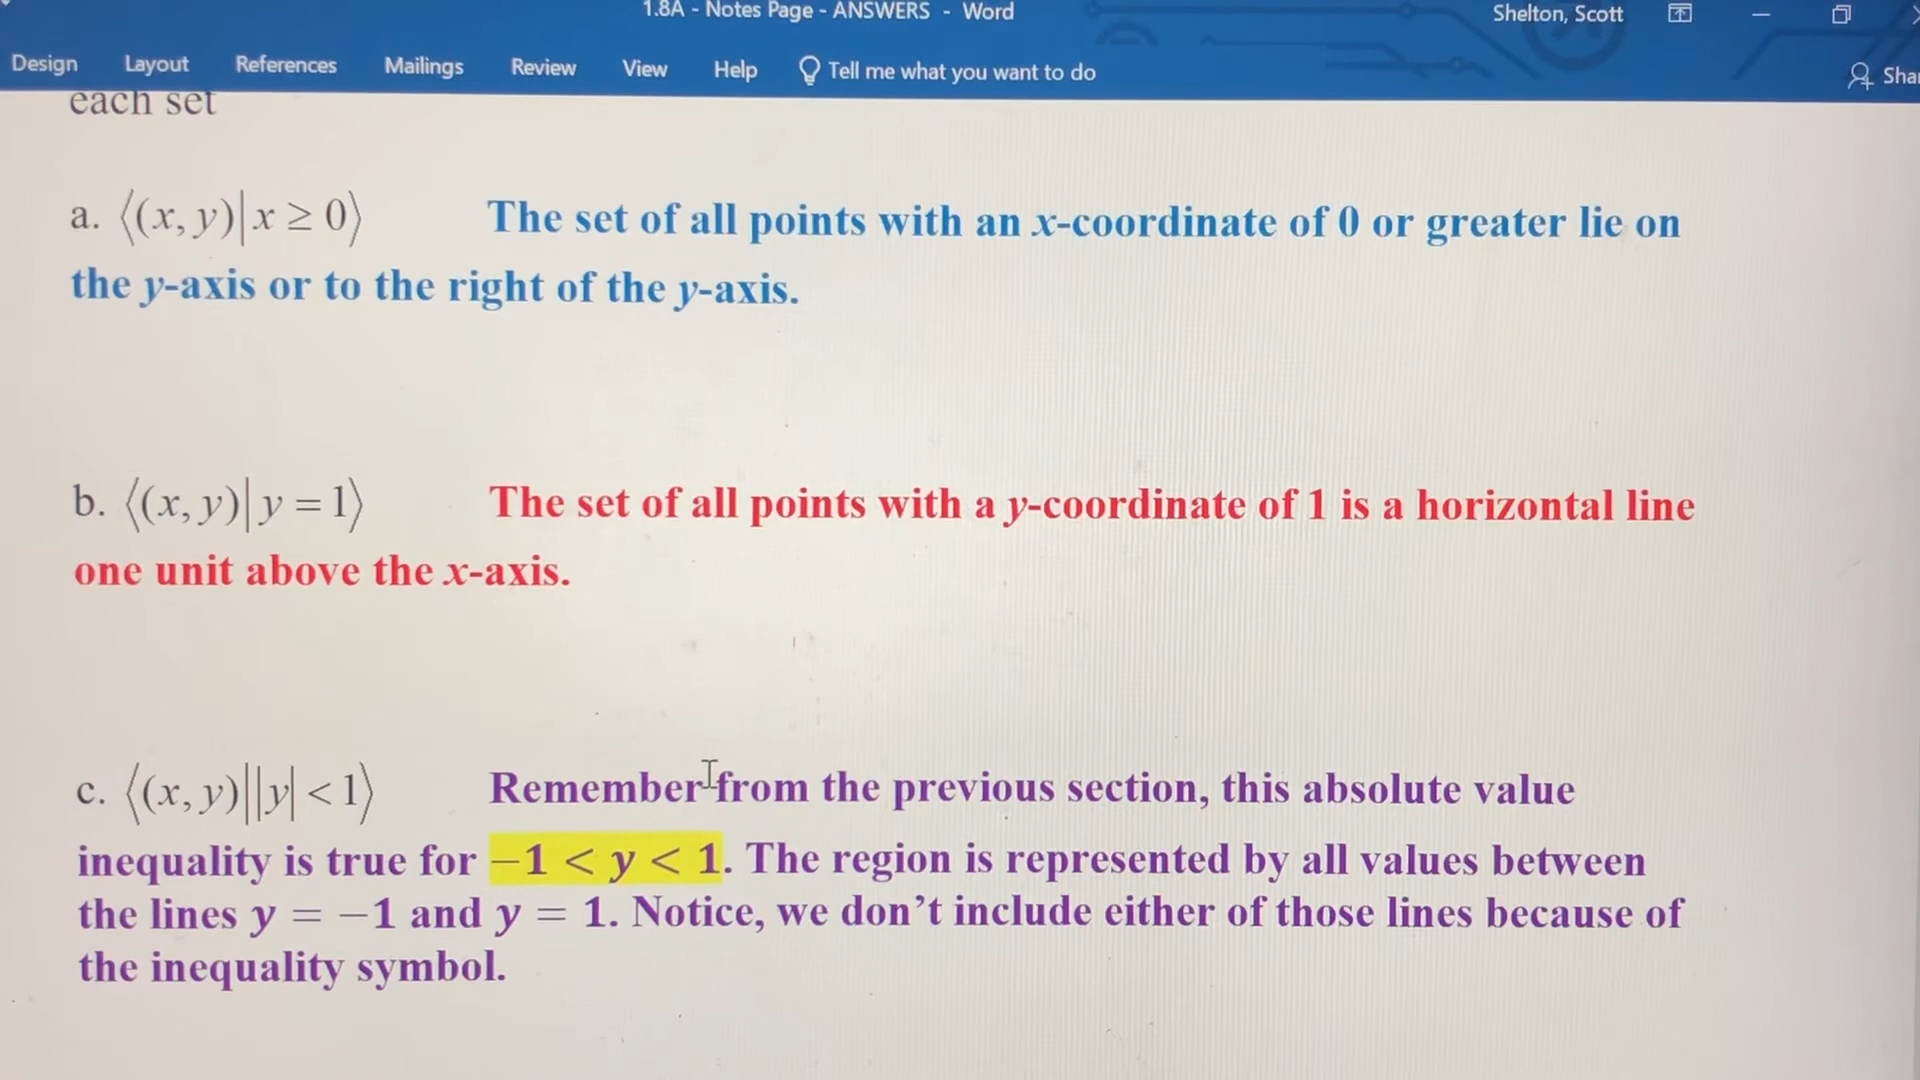 1.8A - Notes Page - ANSWERS - Word
Shelton, Scott
Design Layout References Mailings Review View Help Tell me what you want to do
each set
a. ⟨(x, y)|x ≥ 0⟩ The set of all points with an x-coordinate of 0 or greater lie on
the y-axis or to the right of the y-axis.
b. ⟨(x, y)|y = 1⟩ The set of all points with a y-coordinate of 1 is a horizontal line
one unit above the x-axis.
c. ⟨(x, y)||y| < 1⟩ Remember from the previous section, this absolute value
inequality is true for −1 < y < 1. The region is represented by all values between
the lines y = −1 and y = 1. Notice, we don’t include either of those lines because of
the inequality symbol.